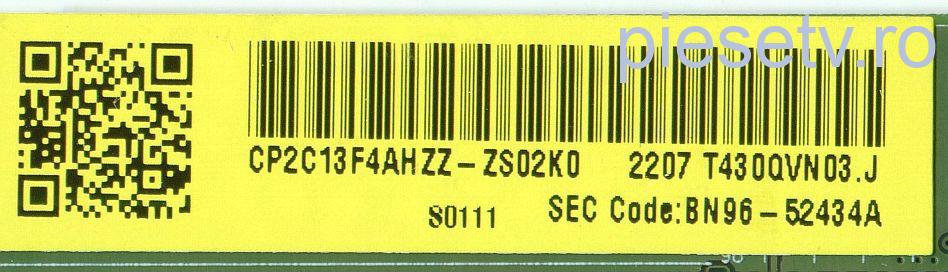 piesetv.ro
CP2C13F4AHZZ-ZS02K0 2207 T430QVN03.J
S0111 SEC Code:BN96-52434A